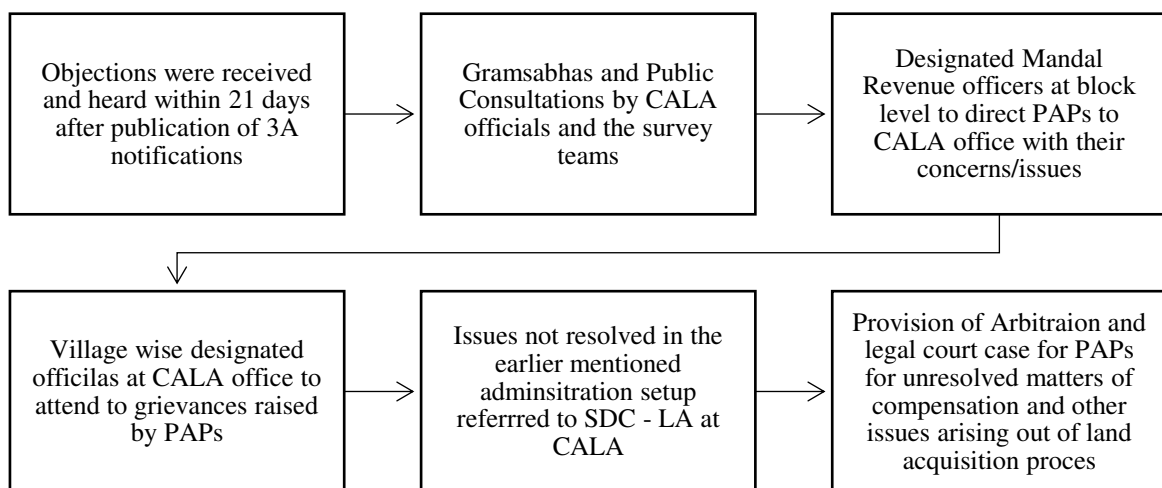 Objections were received
and heard within 21 days
after publication of 3A
notifications
Gramsabhas and Public
Consultations by CALA
officials and the survey
teams
Designated Mandal
Revenue officers at block
level to direct PAPs to
CALA office with their
concerns/issues
Village wise designated
officilas at CALA office to
attend to grievances raised
by PAPs
Issues not resolved in the
earlier mentioned
adminsitration setup
referrred to SDC - LA at
CALA
Provision of Arbitraion and
legal court case for PAPs
for unresolved matters of
compensation and other
issues arising out of land
acquisition proces